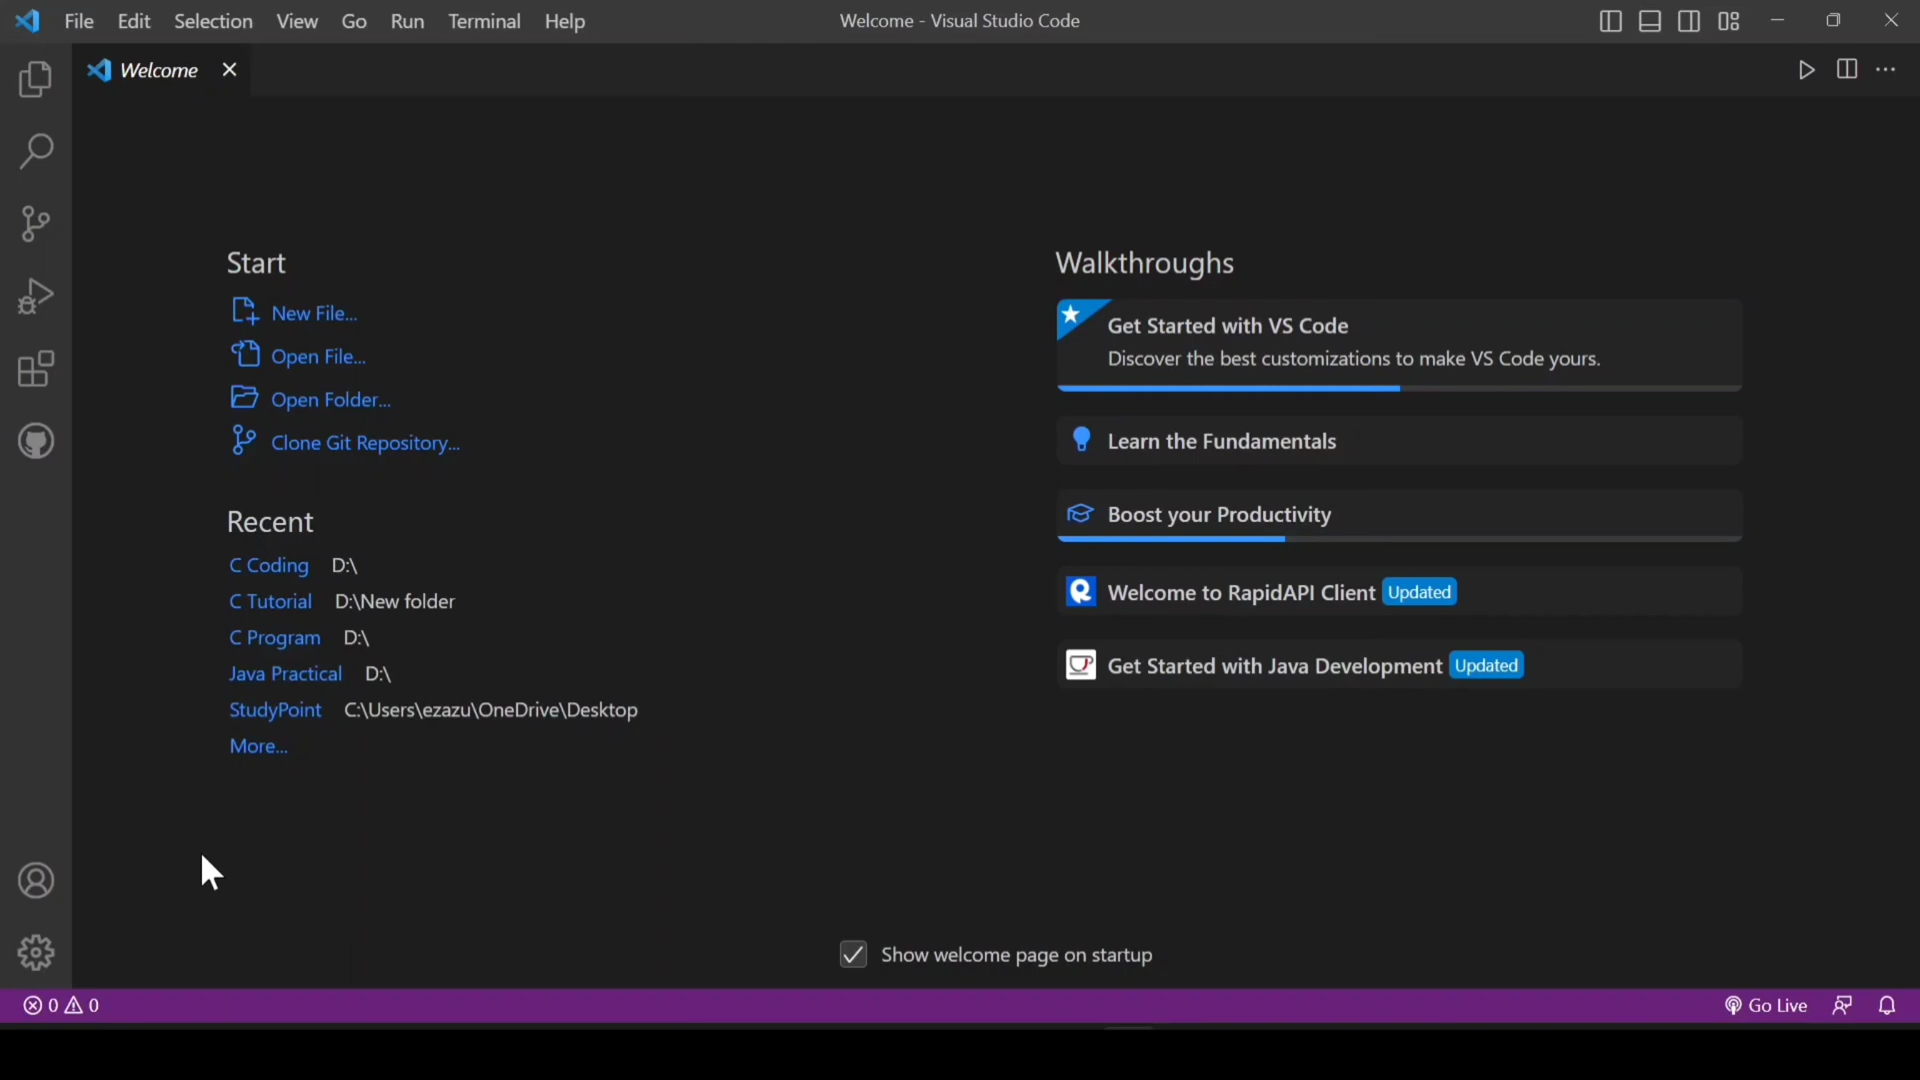 File Edit Selection View Go Run Terminal Help Welcome - Visual Studio Code
Welcome
Start
New File...
Open File...
Open Folder...
Clone Git Repository...
Recent
C Coding D:\
C Tutorial D:\New folder
C Program D:\
Java Practical D:\
StudyPoint C:\Users\ezazu\OneDrive\Desktop
More...
Walkthroughs
Get Started with VS Code
Discover the best customizations to make VS Code yours.
Learn the Fundamentals
Boost your Productivity
Welcome to RapidAPI Client Updated
Get Started with Java Development Updated
Show welcome page on startup
0 0 Go Live